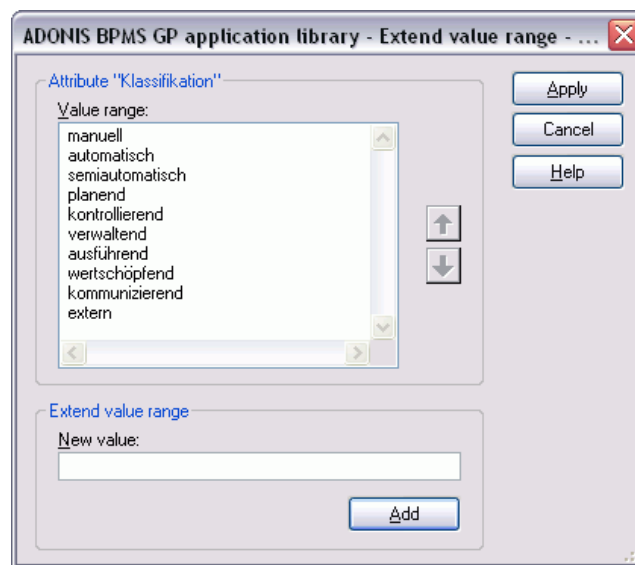 ADONIS BPMS GP application library - Extend value range - ...
Attribute "Klassifikation"
Value range:
manuell
automatisch
semiautomatisch
planend
kontrollierend
verwaltend
ausführend
wertschöpfend
kommunizierend
extern
Apply
Cancel
Help
Extend value range
New value:
Add